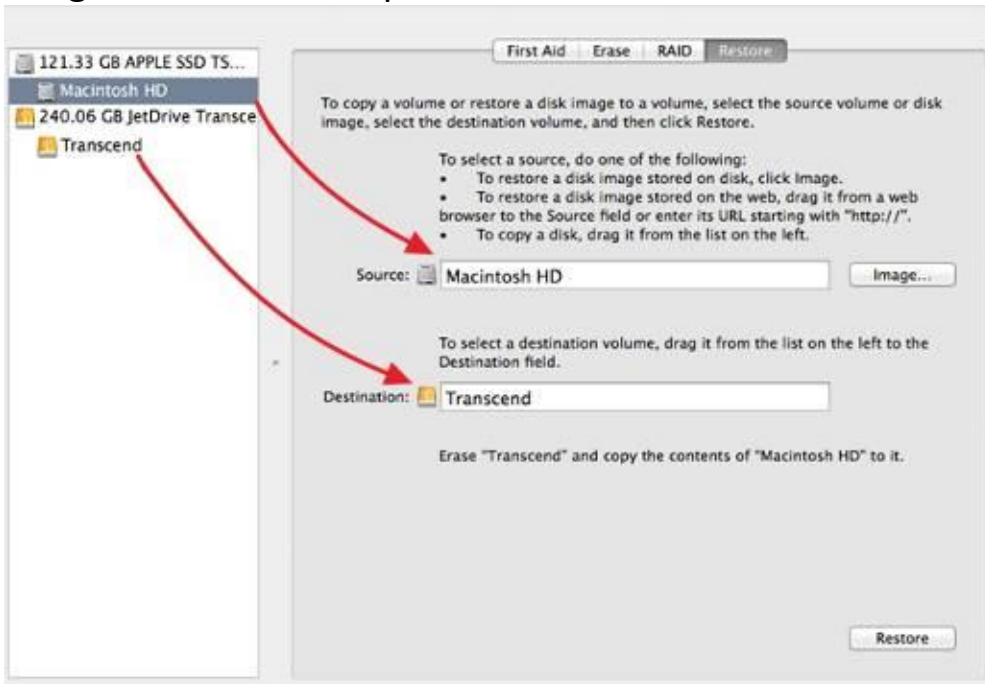 First Aid Erase RAID Restore
121.33 GB APPLE SSD TS...
Macintosh HD
240.06 GB JetDrive Transce
Transcend
To copy a volume or restore a disk image to a volume, select the source volume or disk
image, select the destination volume, and then click Restore.
To select a source, do one of the following:
• To restore a disk image stored on disk, click Image.
• To restore a disk image stored on the web, drag it from a web
browser to the Source field or enter its URL starting with "http://".
• To copy a disk, drag it from the list on the left.
Source: Macintosh HD Image...
To select a destination volume, drag it from the list on the left to the
Destination field.
Destination: Transcend
Erase "Transcend" and copy the contents of "Macintosh HD" to it.
Restore